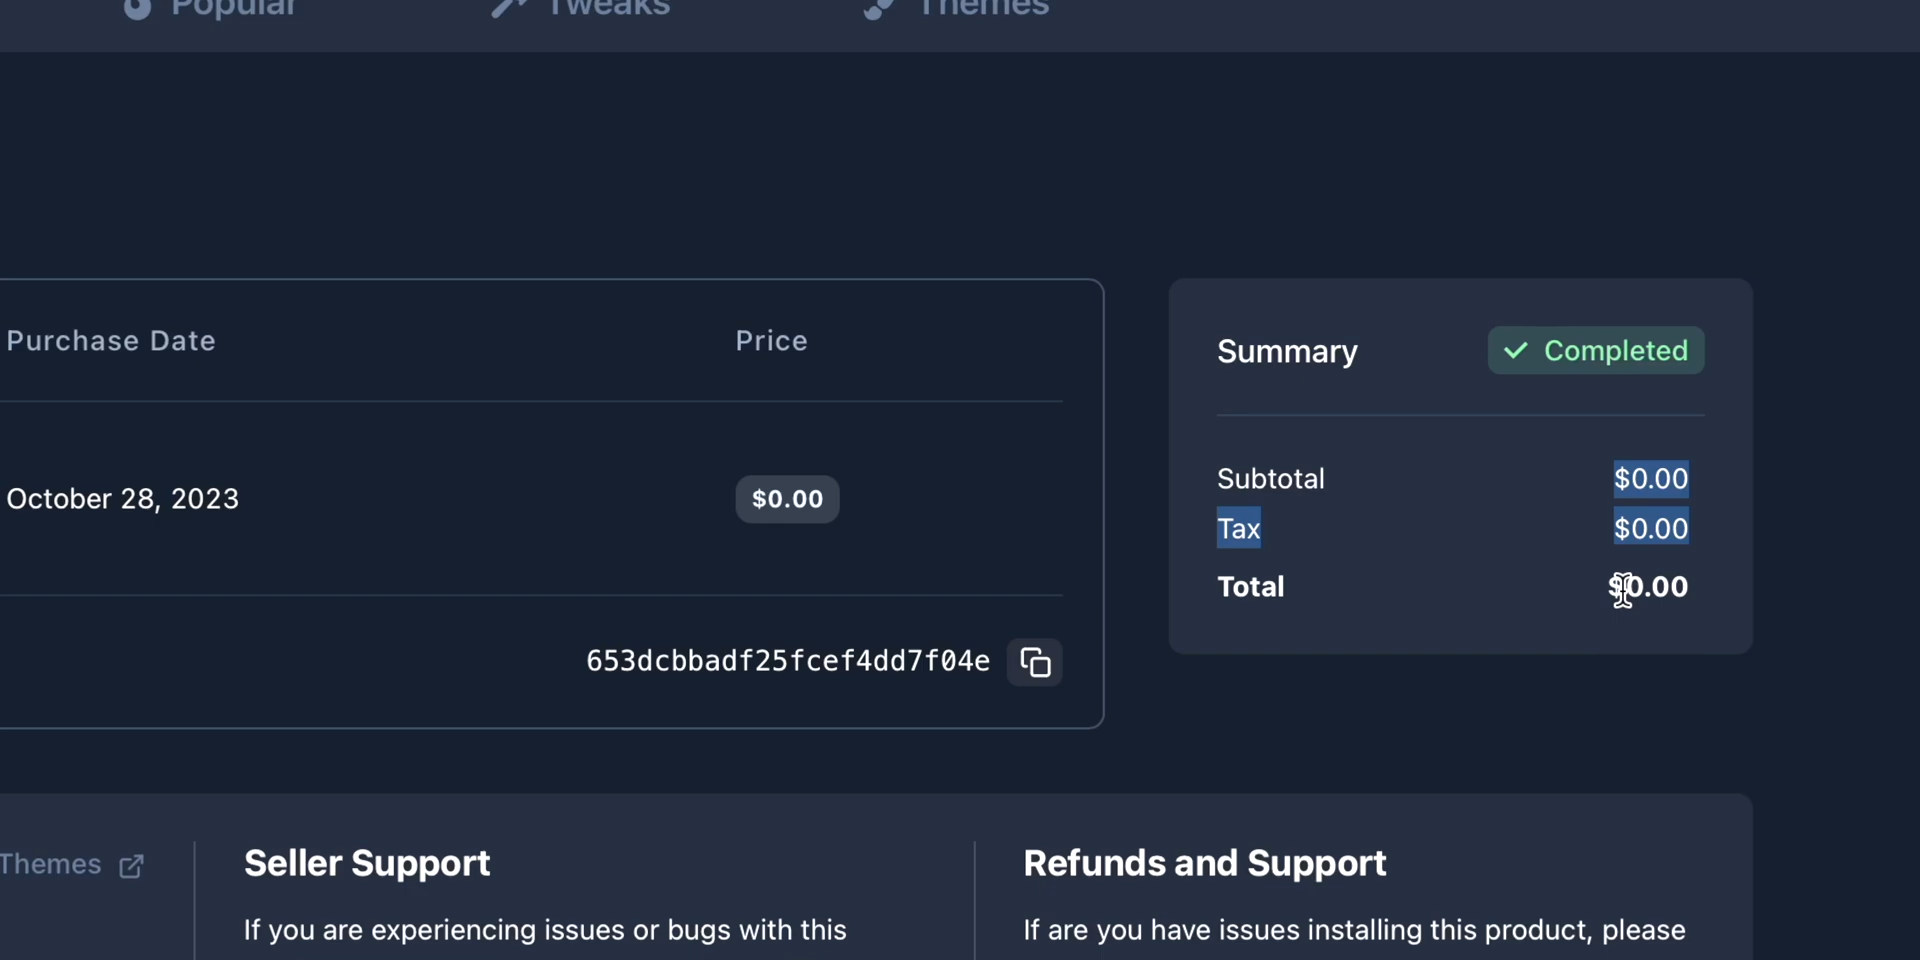 Popular Tweaks Themes
Purchase Date Price
Summary Completed
Subtotal $0.00
October 28, 2023 $0.00
Tax $0.00
Total $0.00
653dcbbadf25fcef4dd7f04e
Themes Seller Support Refunds and Support
If you are experiencing issues or bugs with this
If are you have issues installing this product, please